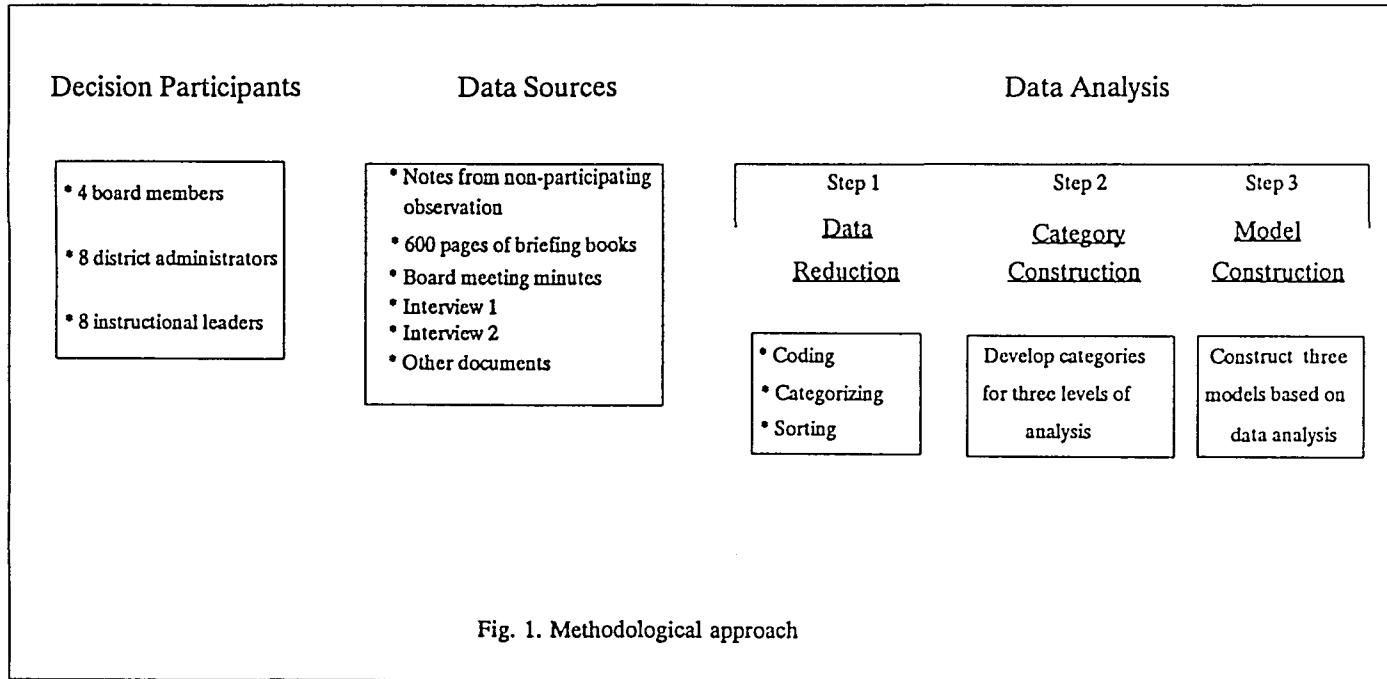 Decision Participants
Data Sources
Data Analysis
* 4 board members
* 8 district administrators
* 8 instructional leaders
* Notes from non-participating
observation
* 600 pages of briefing books
* Board meeting minutes
* Interview 1
* Interview 2
* Other documents
Step 1
Data
Reduction
* Coding
* Categorizing
* Sorting
Step 2
Category
Construction
Develop categories
for three levels of
analysis
Step 3
Model
Construction
Construct three
models based on
data analysis
Fig. 1. Methodological approach